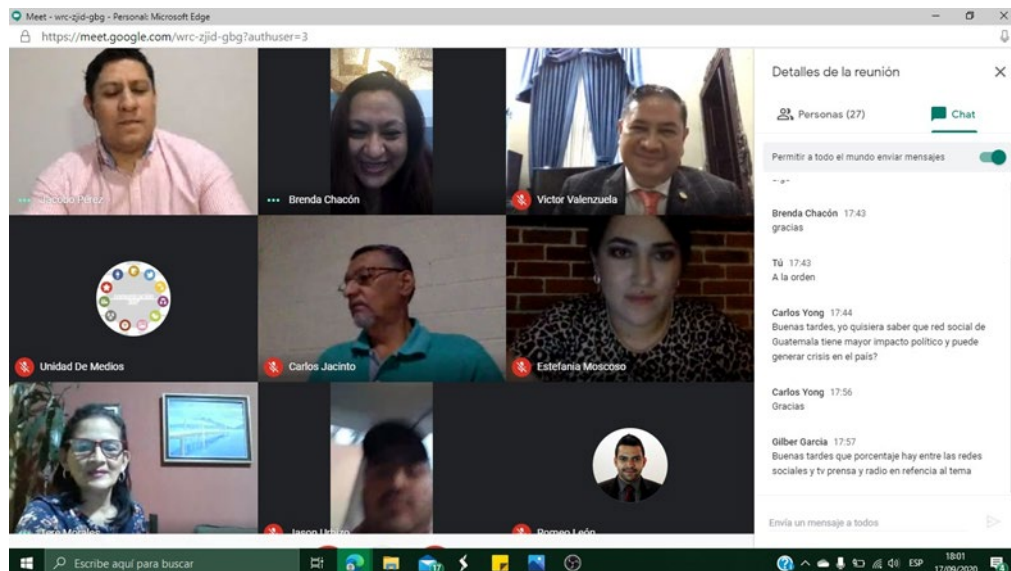 Meet - wrc-zjid-gbg - Personal: Microsoft Edge
https://meet.google.com/wrc-zjid-gbg?authuser=3
Jacobo Pérez
Brenda Chacón
Victor Valenzuela
Unidad De Medios
Carlos Jacinto
Estefania Moscoso
Tere Morales
Jason Urbizo
Romeo León
Detalles de la reunión
Personas (27)
Chat
Permitir a todo el mundo enviar mensajes
Brenda Chacón 17:43
gracias
Tú 17:43
A la orden
Carlos Yong 17:44
Buenas tardes, yo quisiera saber que red social de
Guatemala tiene mayor impacto político y puede
generar crisis en el país?
Carlos Yong 17:56
Gracias
Gilber Garcia 17:57
Buenas tardes que porcentaje hay entre las redes
sociales y tv prensa y radio en refencia al tema
Envía un mensaje a todos
Escribe aquí para buscar
ESP
18:01
17/09/2020